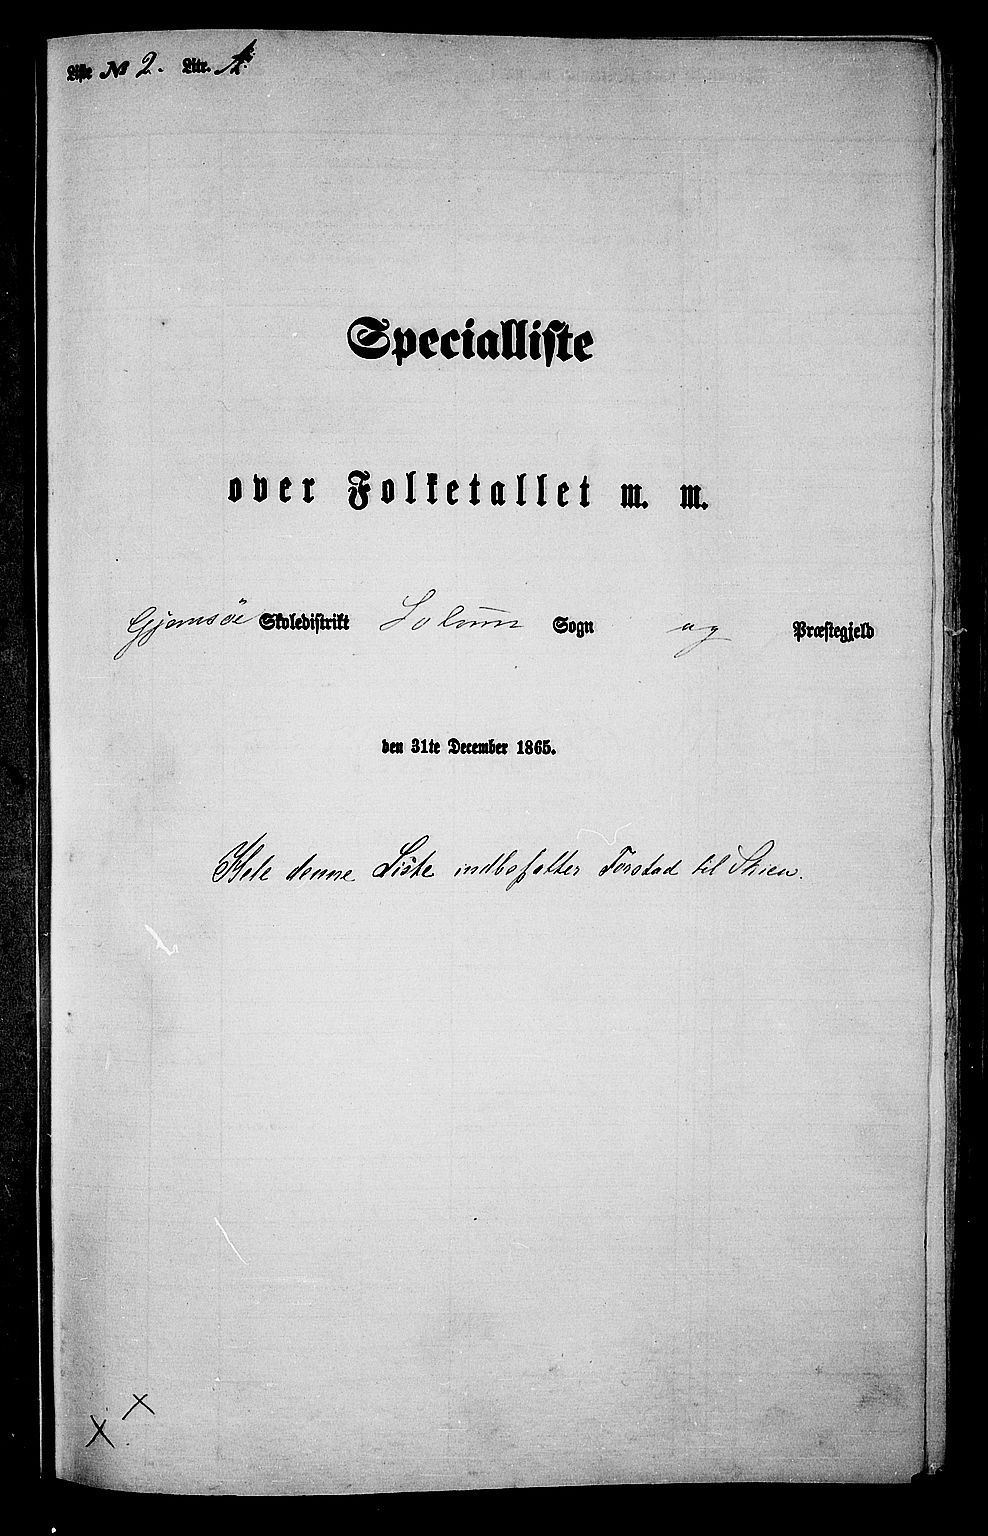 Liste № 2. Litr. A.
Specialliste
over Folketallet m. m.
Gjemsöe Skoledistrikt Solum Sogn og Præstegjeld
den 31te December 1865.
Hele denne Liste indbefatter Forstad til Skien.
X
X